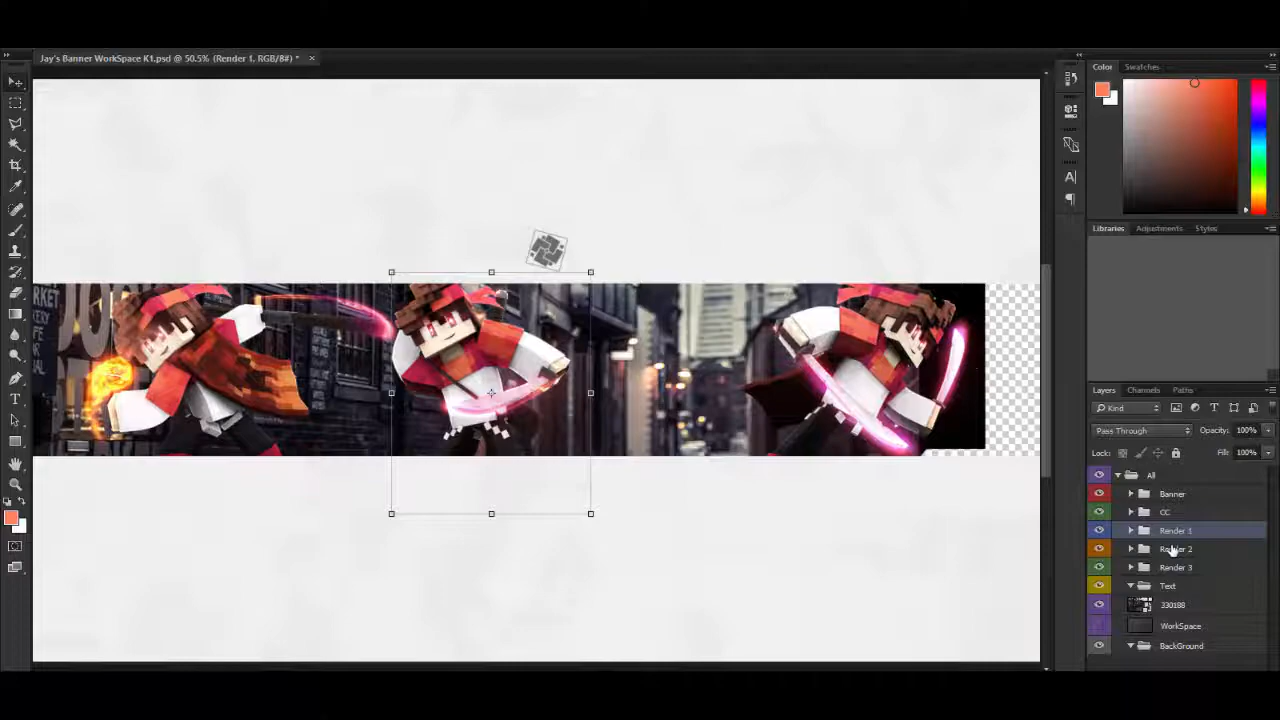 Jay's Banner WorkSpace K1.psd @ 50.5% (Render 1, RGB/8#) *
Color
Swatches
Libraries
Adjustments
Styles
Layers
Channels
Paths
Kind
Pass Through
Opacity: 100%
Lock:
Fill: 100%
All
Banner
CC
Render 1
Render 2
Render 3
Text
330188
WorkSpace
BackGround